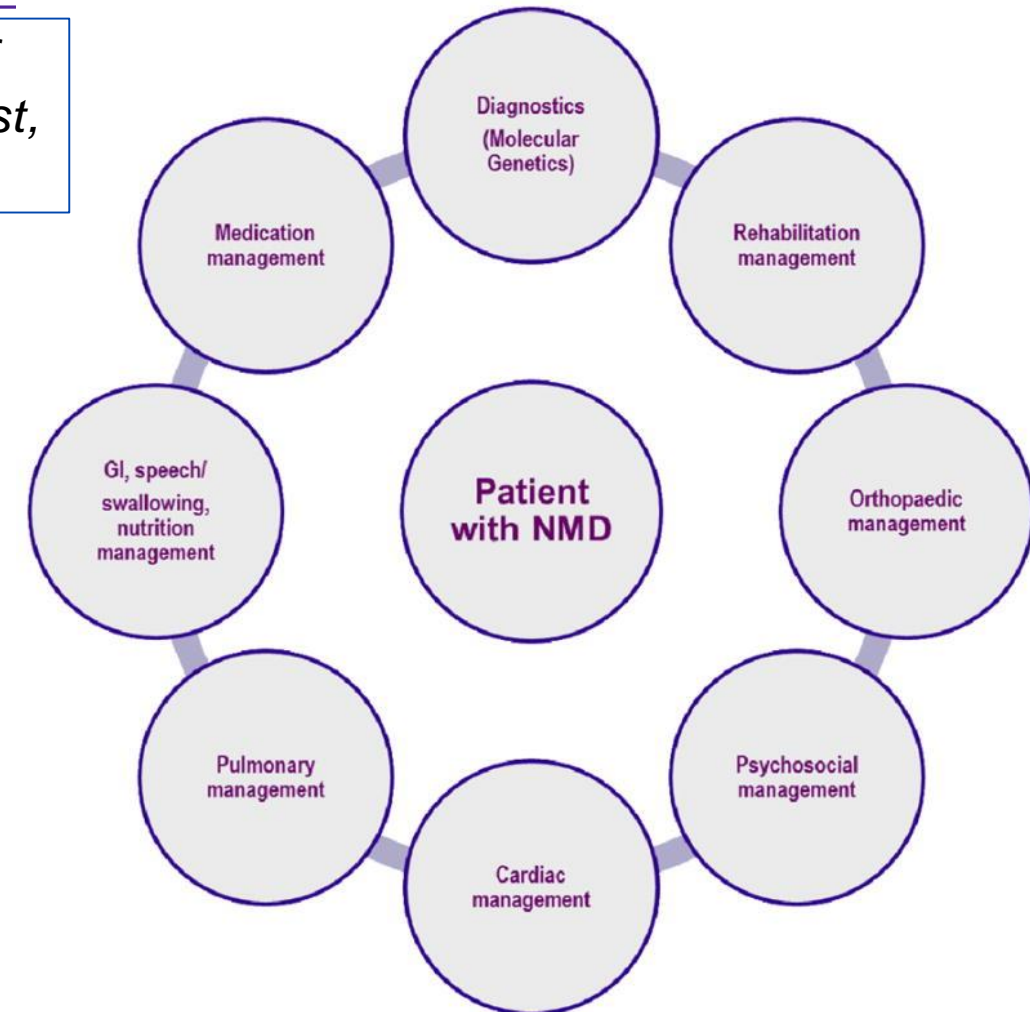 st,
Diagnostics
(Molecular
Genetics)
Medication
management
Rehabilitation
management
GI, speech/
swallowing,
nutrition
management
Patient
with NMD
Orthopaedic
management
Pulmonary
management
Psychosocial
management
Cardiac
management